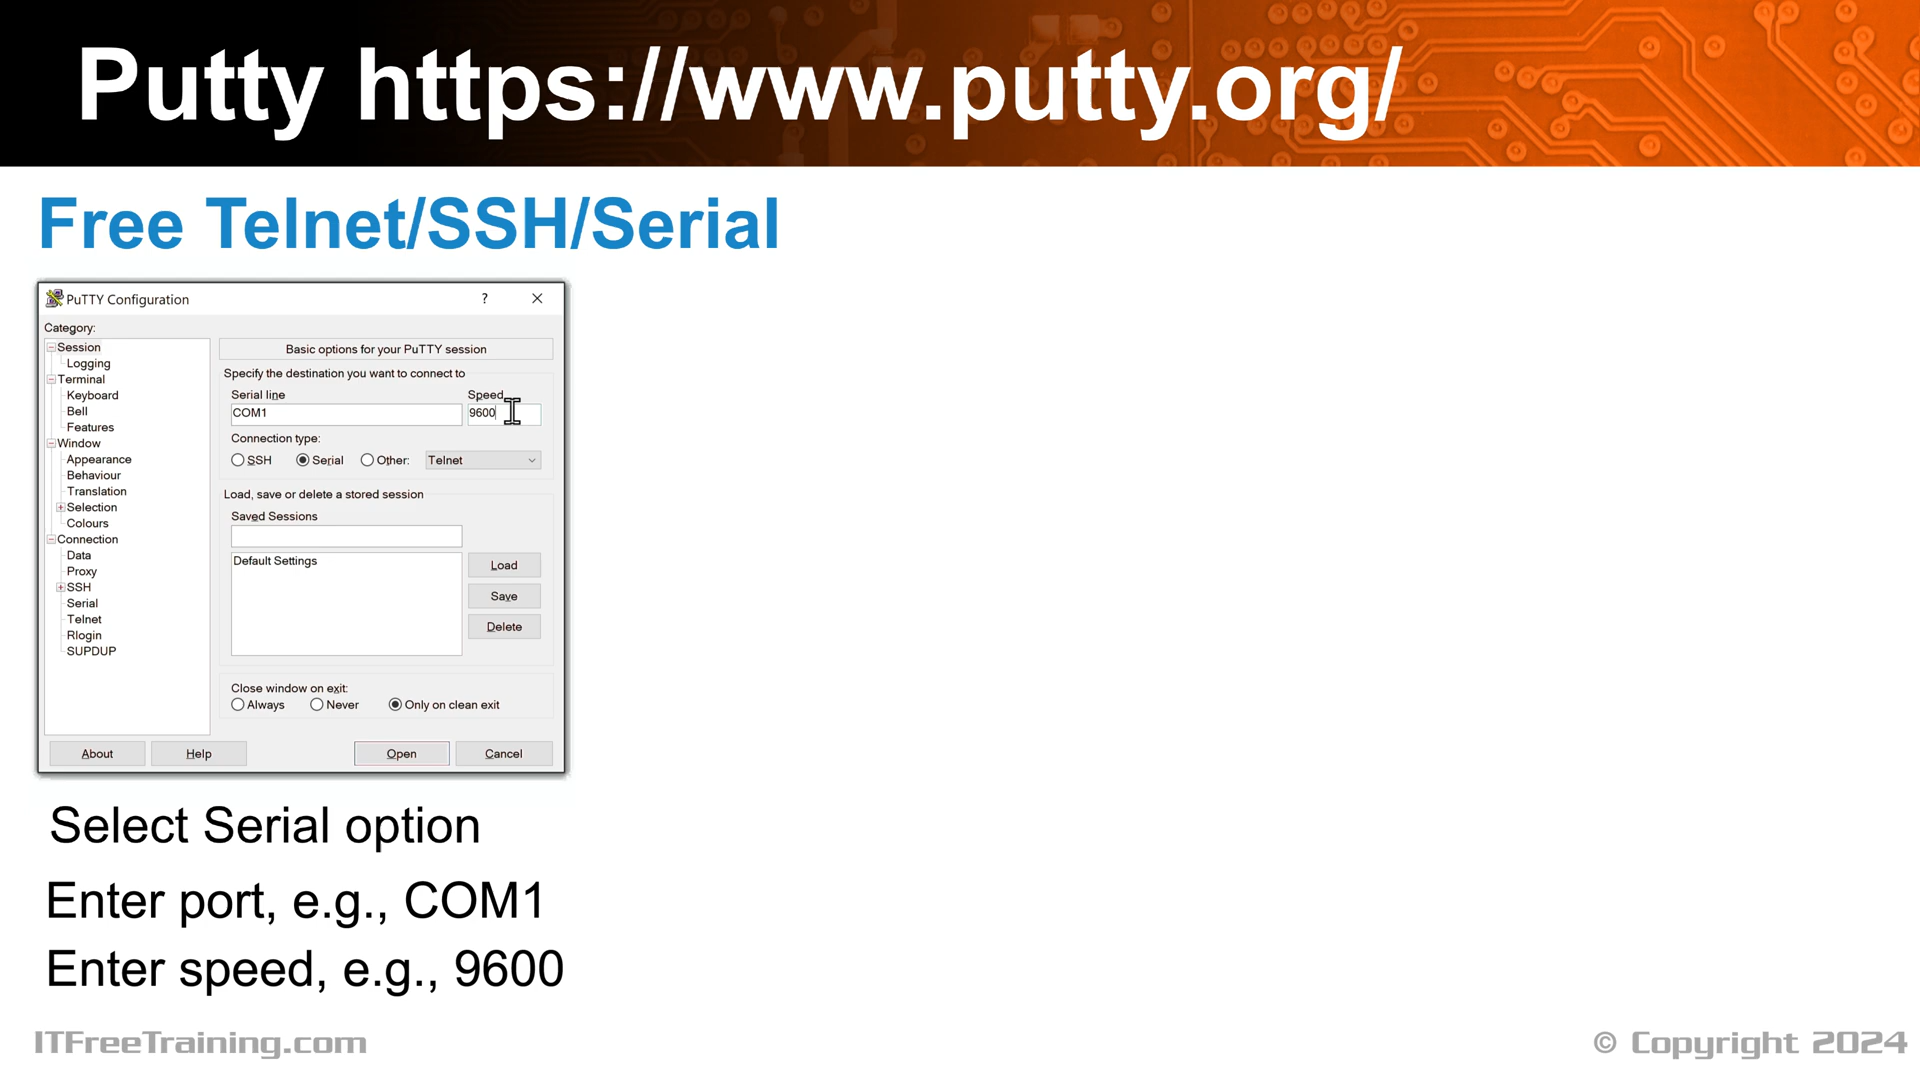 Putty https://www.putty.org/
Free Telnet/SSH/Serial
PuTTY Configuration
?
Category:
Session
Logging
Terminal
Keyboard
Bell
Features
Window
Appearance
Behaviour
Translation
Selection
Colours
Connection
Data
Proxy
SSH
Serial
Telnet
Rlogin
SUPDUP
Basic options for your PuTTY session
Specify the destination you want to connect to
Serial line Speed
COM1 9600
Connection type:
SSH Serial Other: Telnet
Load, save or delete a stored session
Saved Sessions
Default Settings
Load
Save
Delete
Close window on exit:
Always Never Only on clean exit
About Help Open Cancel
Select Serial option
Enter port, e.g., COM1
Enter speed, e.g., 9600
ITFreeTraining.com
© Copyright 2024